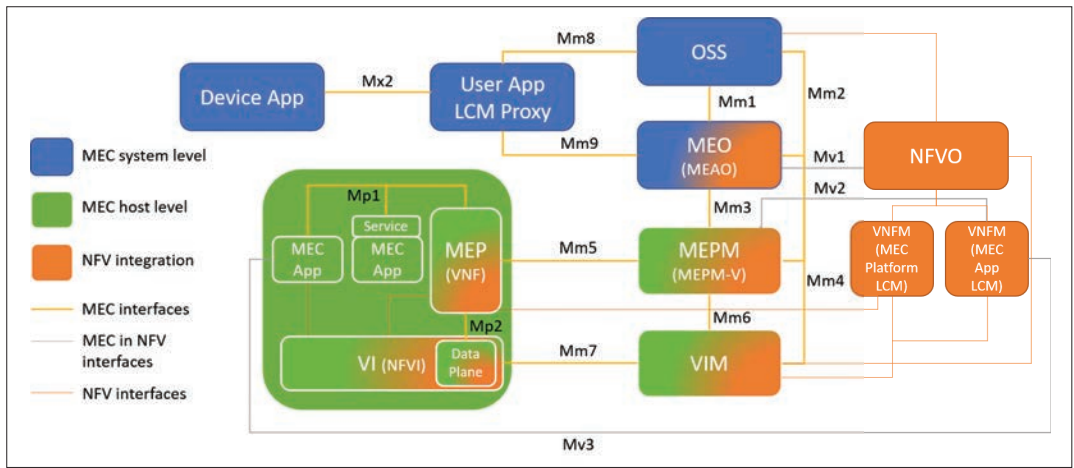 Mm8
OSS
Mx2
Device App
User App
LCM Proxy
Mm2
Mm1
MEC system level
Mm9
MEO
(MEAO)
Mv1
NFVO
Mv2
MEC host level
Mp1
Service
MEC
App
MEC
App
MEP
(VNF)
Mm3
Mm5
MEPM
(MEPM-V)
VNFM
(MEC
Platform
LCM)
VNFM
(MEC
App
LCM)
NFV integration
Mm4
MEC interfaces
Mp2
Mm6
MEC in NFV
interfaces
VI (NFVI)
Data
Plane
Mm7
VIM
NFV interfaces
Mv3